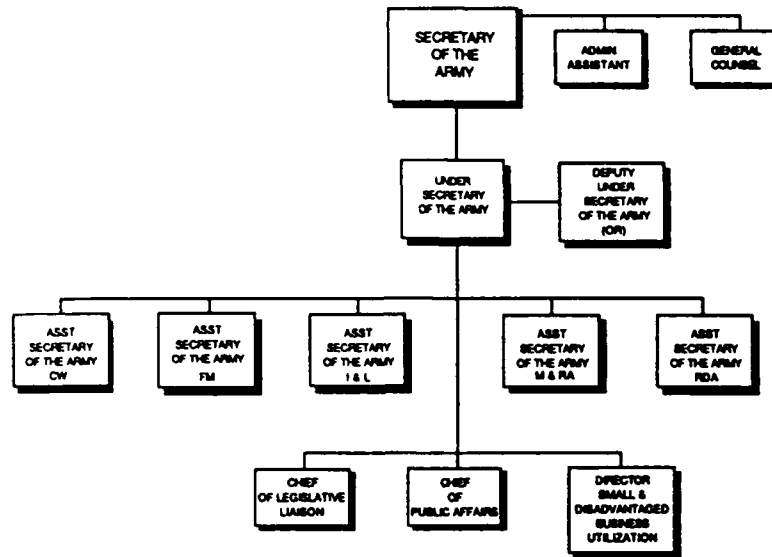 SECRETARY
OF THE
ARMY
ADMIN
ASSISTANT
GENERAL
COUNSEL
UNDER
SECRETARY
OF THE ARMY
DEPUTY
UNDER
SECRETARY
OF THE ARMY
(OR)
ASST
SECRETARY
OF THE ARMY
CW
ASST
SECRETARY
OF THE ARMY
FM
ASST
SECRETARY
OF THE ARMY
I & L
ASST
SECRETARY
OF THE ARMY
M & RA
ASST
SECRETARY
OF THE ARMY
RDA
CHIEF
OF LEGISLATIVE
LIAISON
CHIEF
OF
PUBLIC AFFAIRS
DIRECTOR
SMALL &
DISADVANTAGED
BUSINESS
UTILIZATION